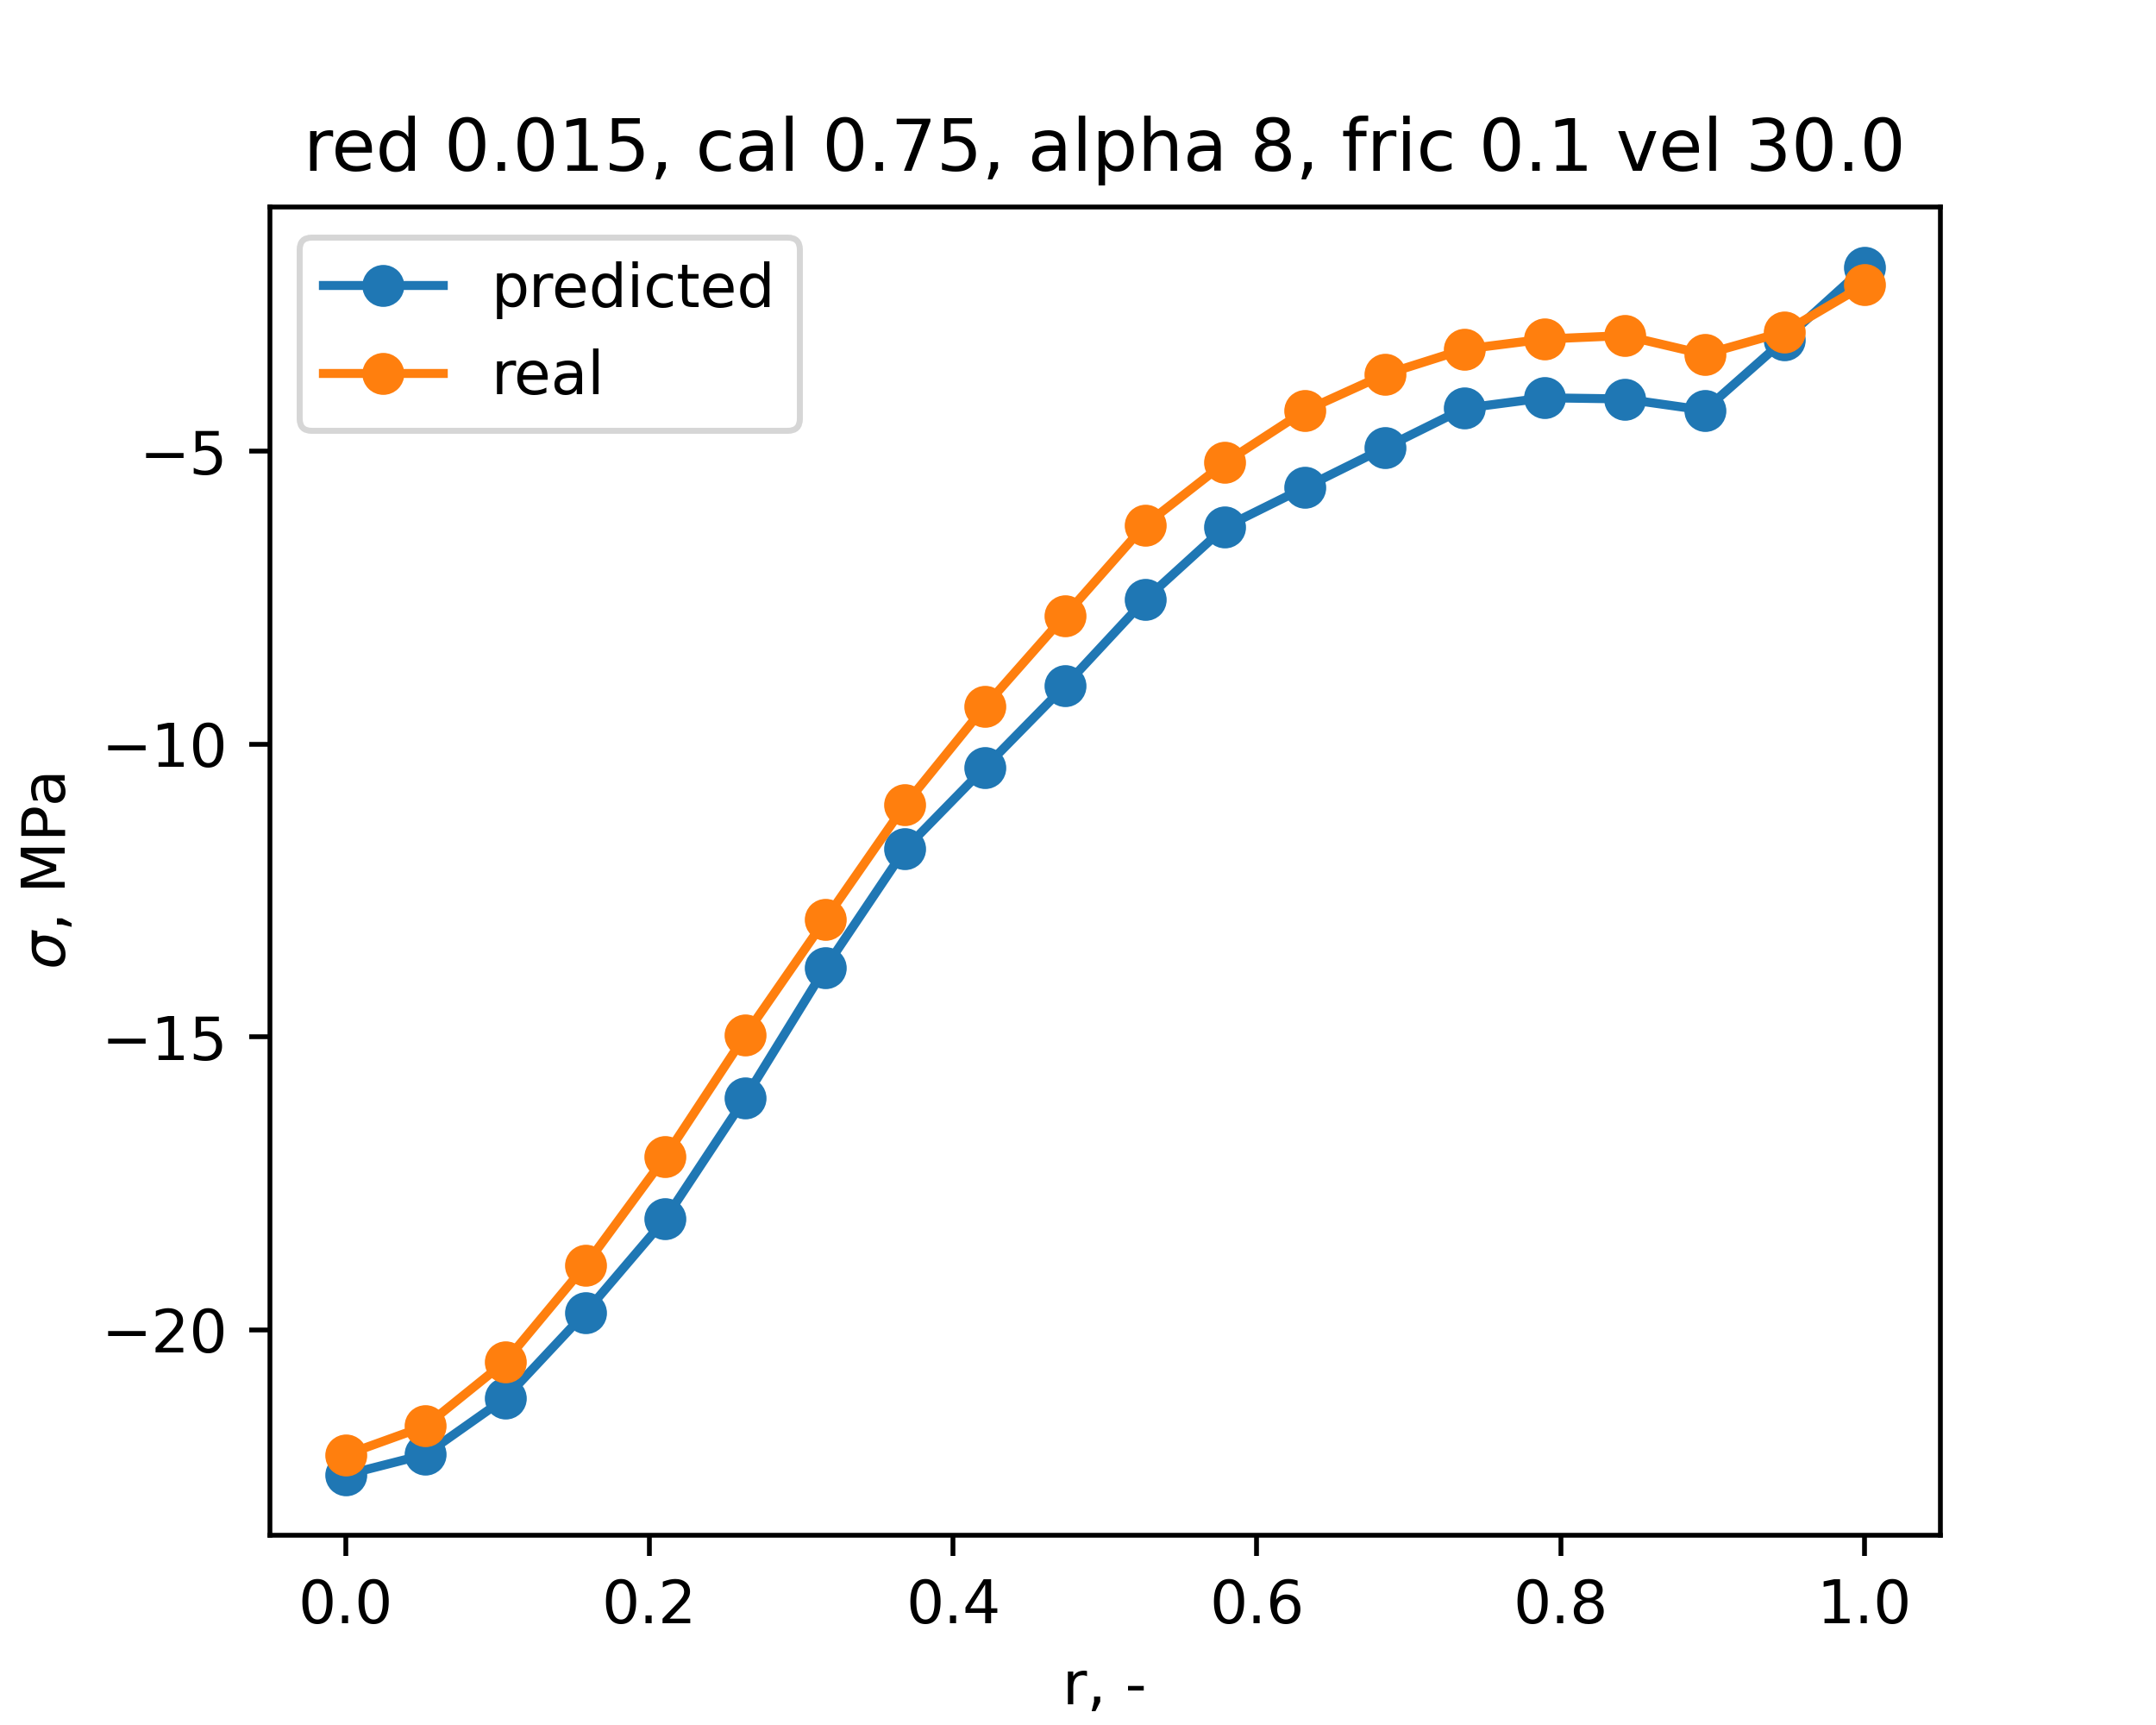 red 0.015, cal 0.75, alpha 8, fric 0.1 vel 30.0
predicted
real
−5
−10
−15
−20
σ, MPa
0.0 0.2 0.4 0.6 0.8 1.0
r, -